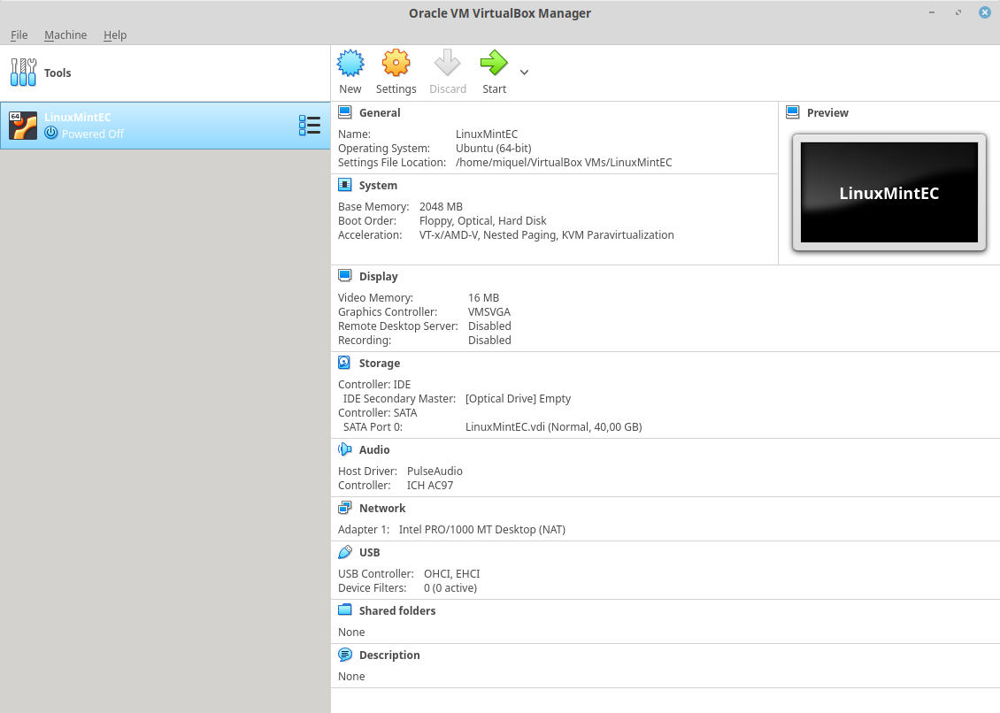 Oracle VM VirtualBox Manager
File Machine Help
Tools
New Settings Discard Start
64
LinuxMintEC
Powered Off
General
Name: LinuxMintEC
Operating System: Ubuntu (64-bit)
Settings File Location: /home/miquel/VirtualBox VMs/LinuxMintEC
System
Base Memory: 2048 MB
Boot Order: Floppy, Optical, Hard Disk
Acceleration: VT-x/AMD-V, Nested Paging, KVM Paravirtualization
Preview
LinuxMintEC
Display
Video Memory: 16 MB
Graphics Controller: VMSVGA
Remote Desktop Server: Disabled
Recording: Disabled
Storage
Controller: IDE
IDE Secondary Master: [Optical Drive] Empty
Controller: SATA
SATA Port 0: LinuxMintEC.vdi (Normal, 40,00 GB)
Audio
Host Driver: PulseAudio
Controller: ICH AC97
Network
Adapter 1: Intel PRO/1000 MT Desktop (NAT)
USB
USB Controller: OHCI, EHCI
Device Filters: 0 (0 active)
Shared folders
None
Description
None